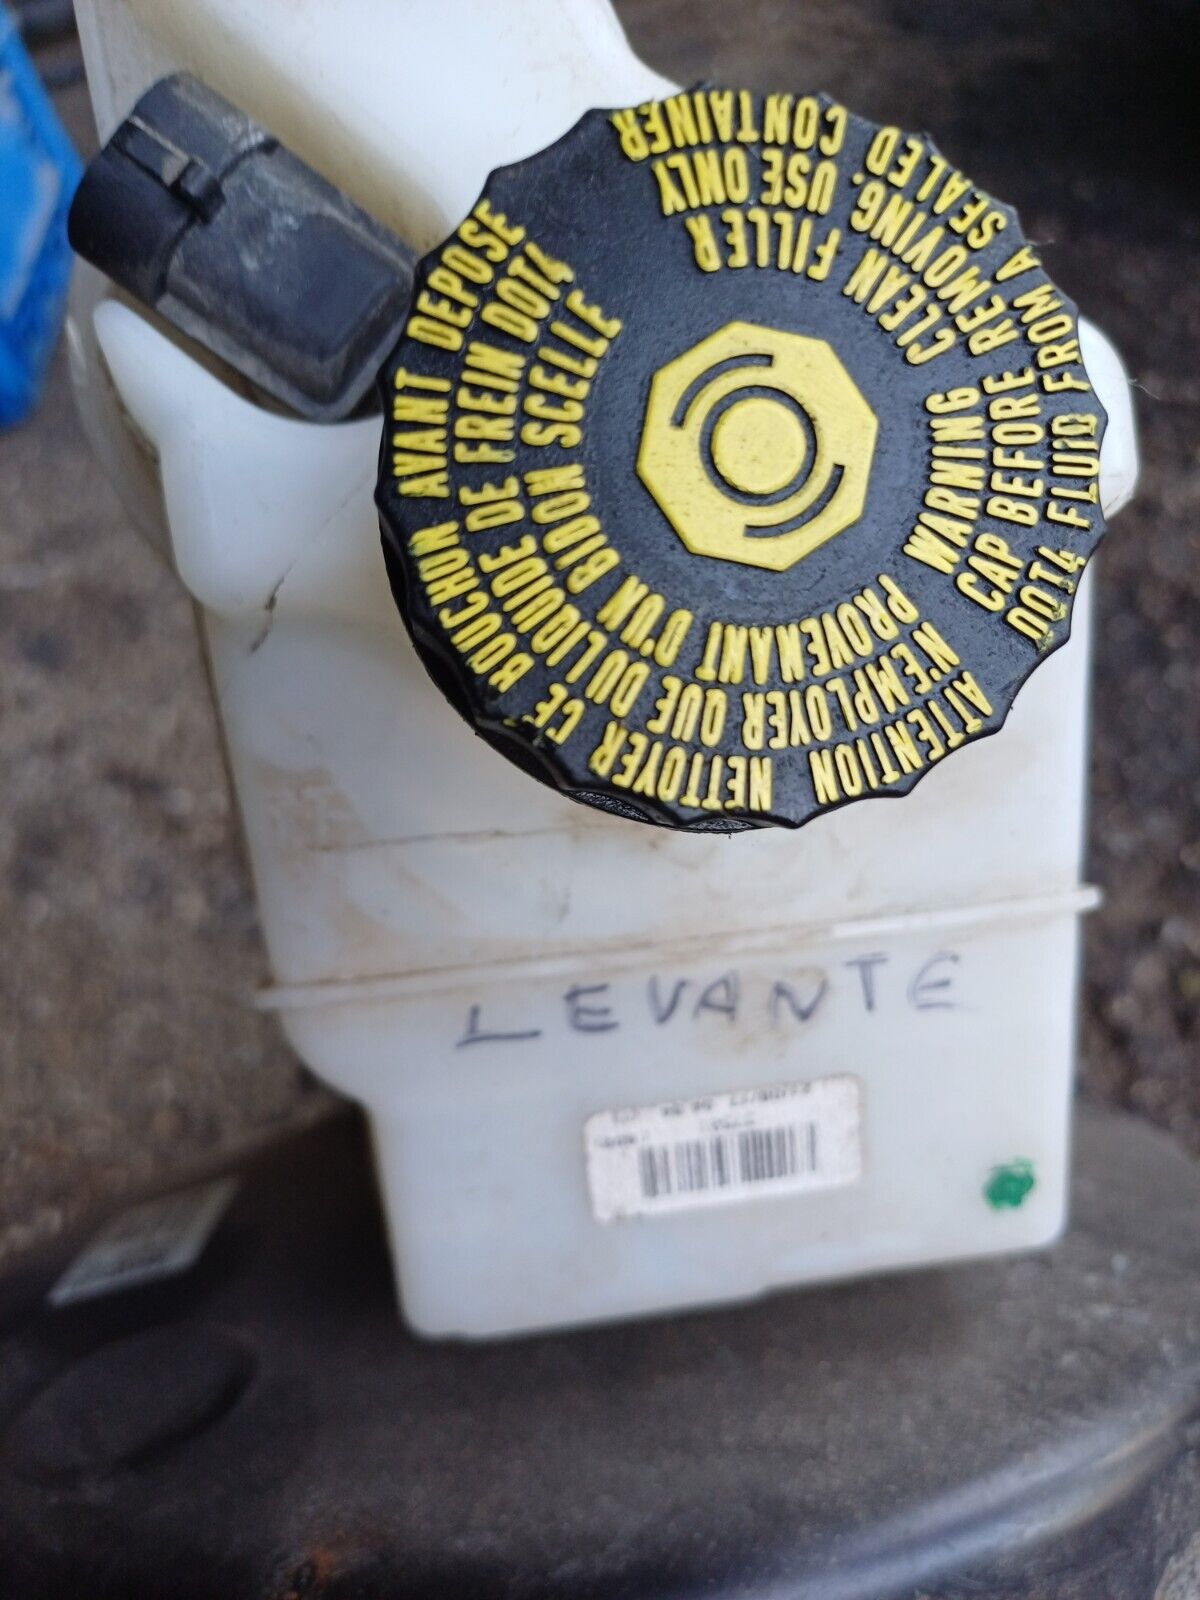 WARNING CLEAN FILLER
CAP BEFORE REMOVING. USE ONLY
DOT4 FLUID FROM A SEALED CONTAINER
ATTENTION NETTOYER CE BOUCHON AVANT DEPOSE
N'EMPLOYER QUE DU LIQUIDE DE FREIN DOT4
PROVENANT D'UN BIDON SCELLE
LEVANTE